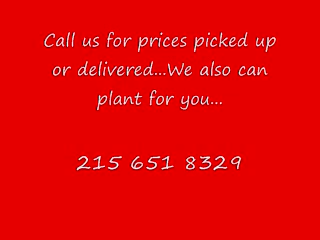 Call us for prices picked up
or delivered...We also can
plant for you...
215 651 8329